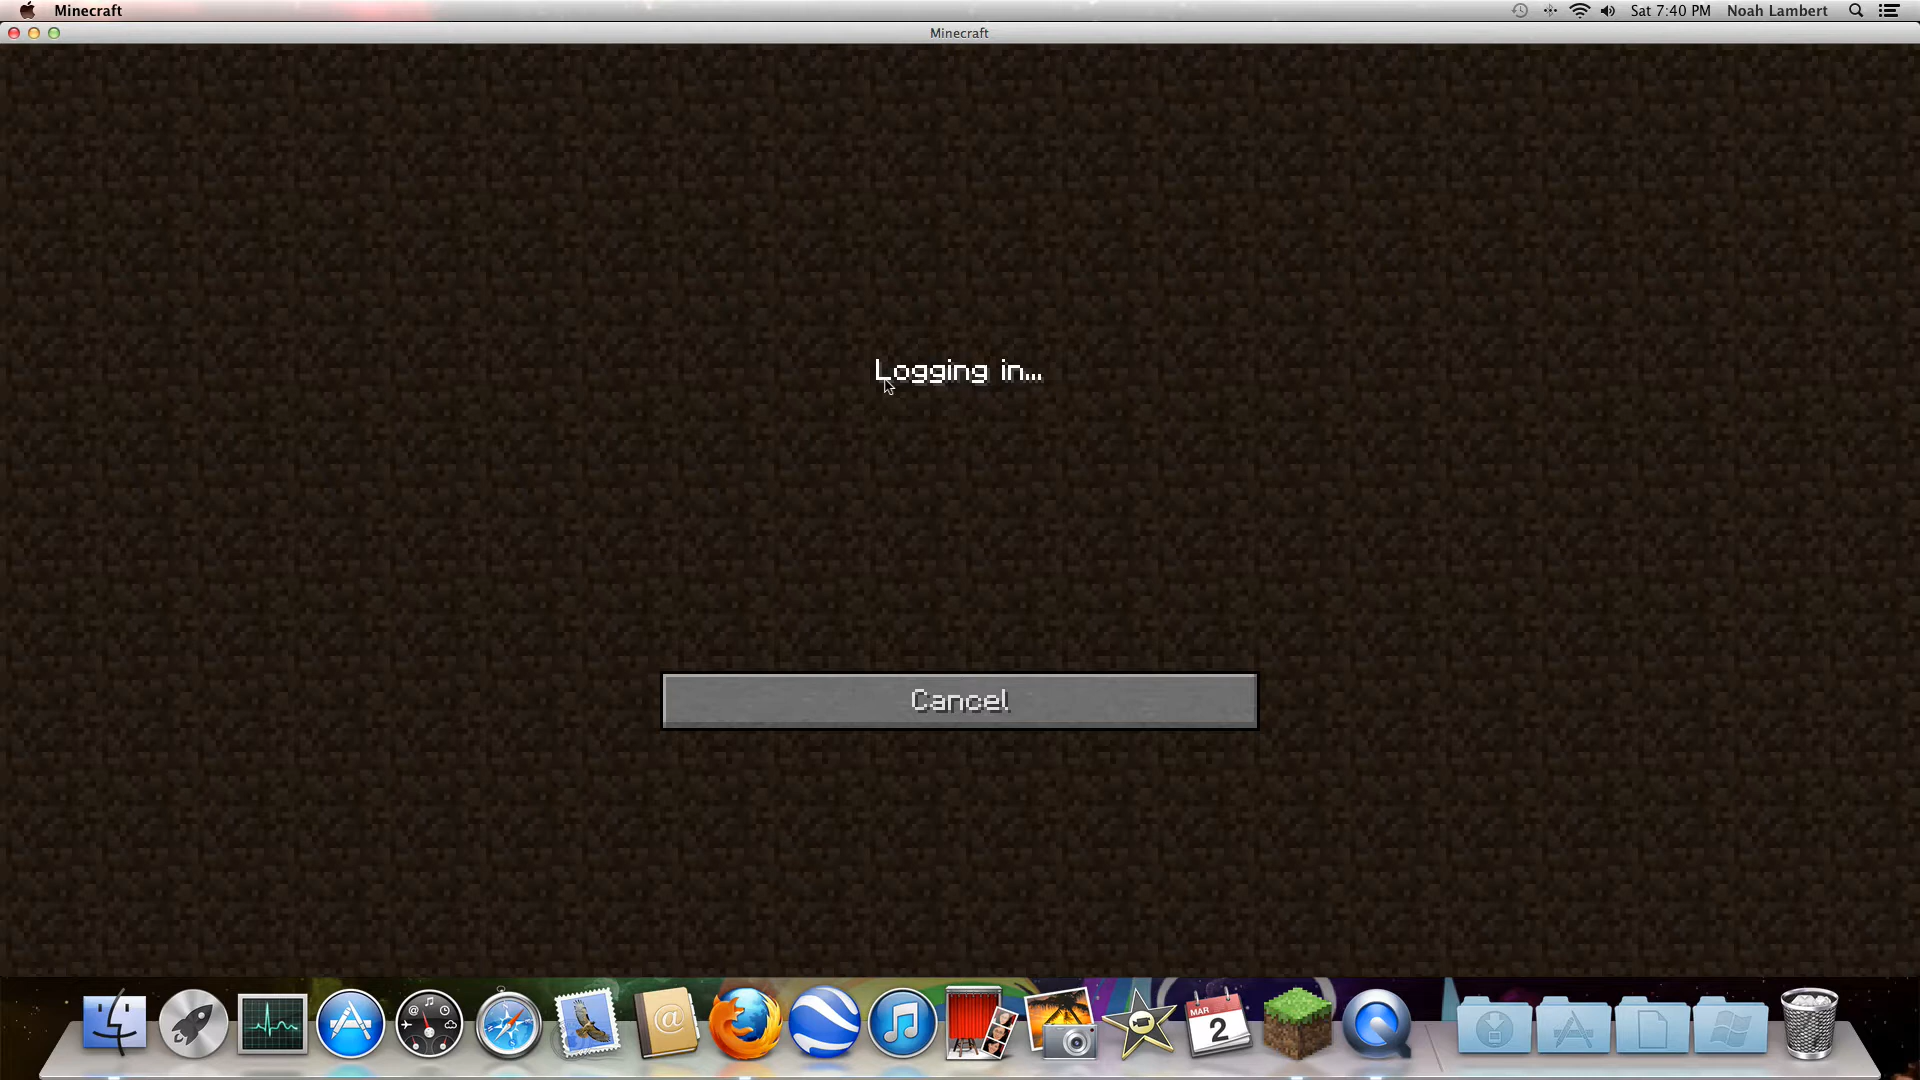 Minecraft
Sat 7:40 PM
Noah Lambert
Minecraft
Logging in...
Cancel
MAR
2